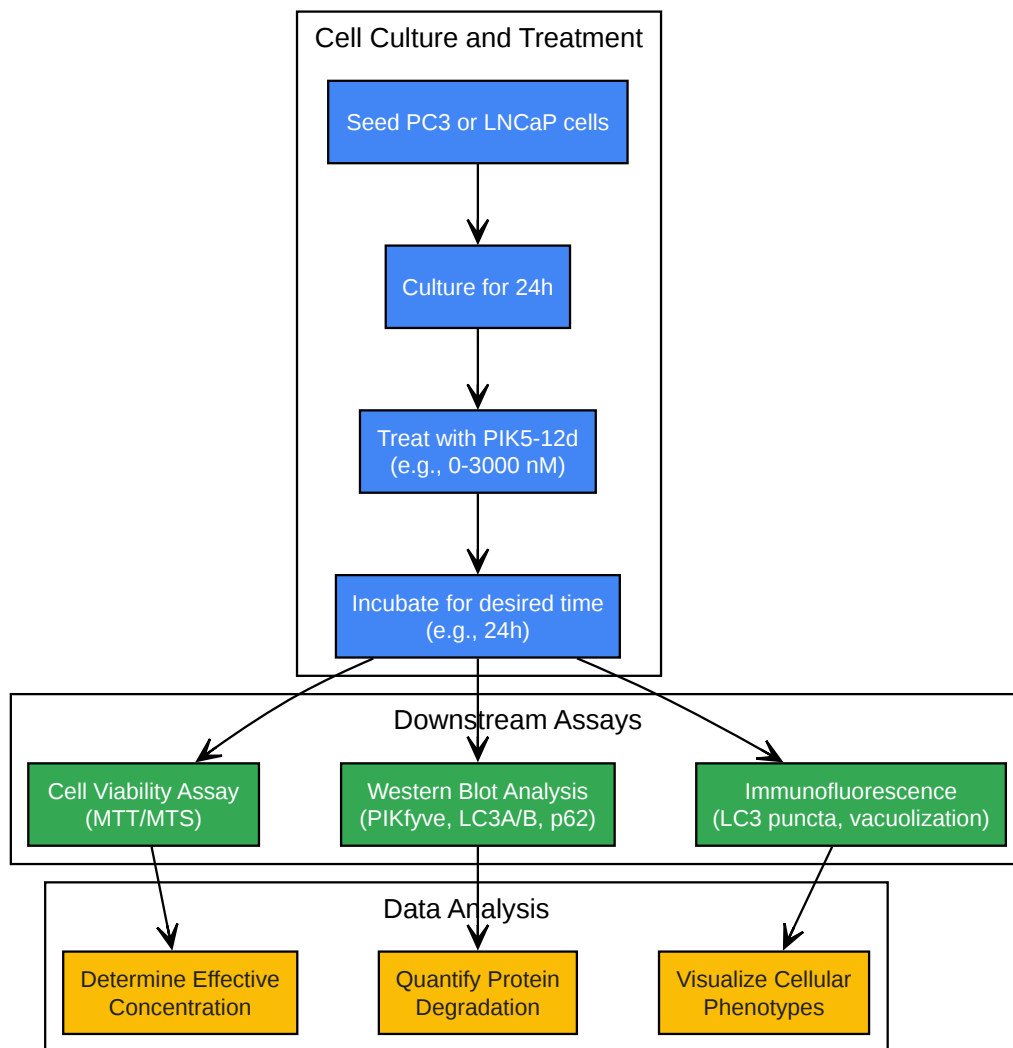 Cell Culture and Treatment
Seed PC3 or LNCaP cells
Culture for 24h
Treat with PIK5-12d
(e.g., 0-3000 nM)
Incubate for desired time
(e.g., 24h)
Downstream Assays
Cell Viability Assay
(MTT/MTS)
Western Blot Analysis
(PIKfyve, LC3A/B, p62)
Immunofluorescence
(LC3 puncta, vacuolization)
Data Analysis
Determine Effective
Concentration
Quantify Protein
Degradation
Visualize Cellular
Phenotypes